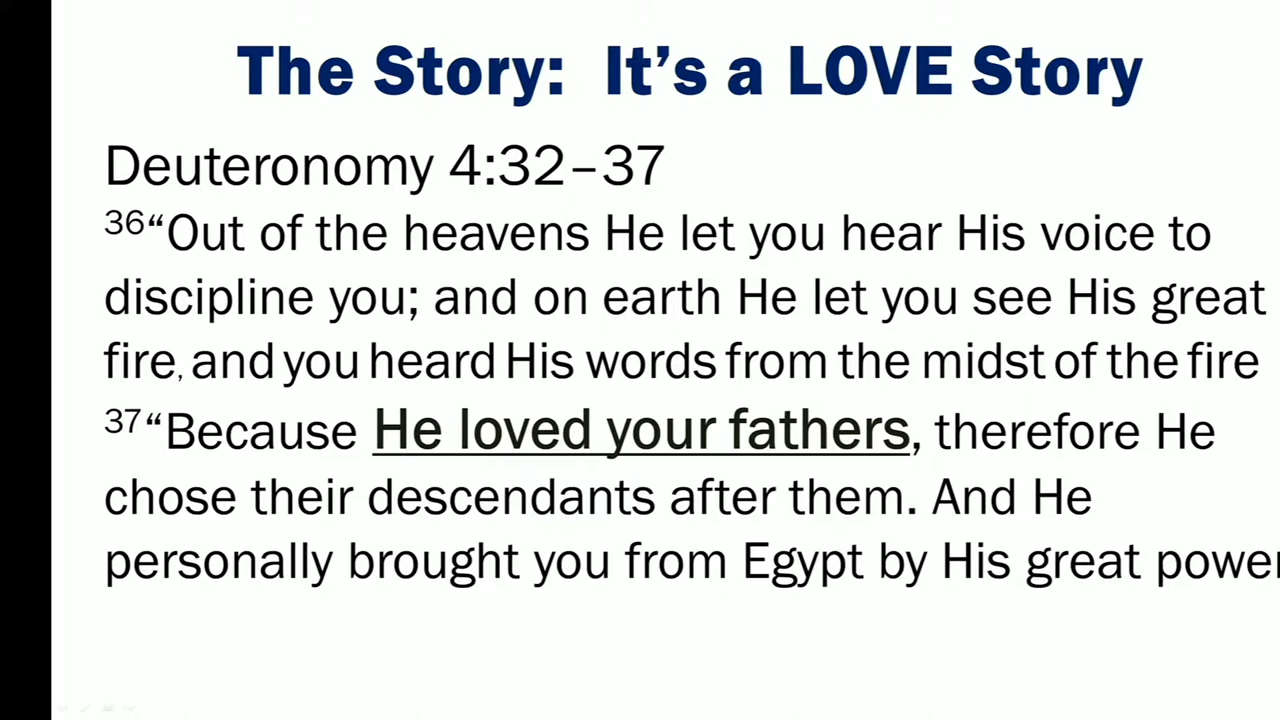 The Story: It's a LOVE Story
Deuteronomy 4:32–37
36“Out of the heavens He let you hear His voice to
discipline you; and on earth He let you see His great
fire, and you heard His words from the midst of the fire
37“Because He loved your fathers, therefore He
chose their descendants after them. And He
personally brought you from Egypt by His great power